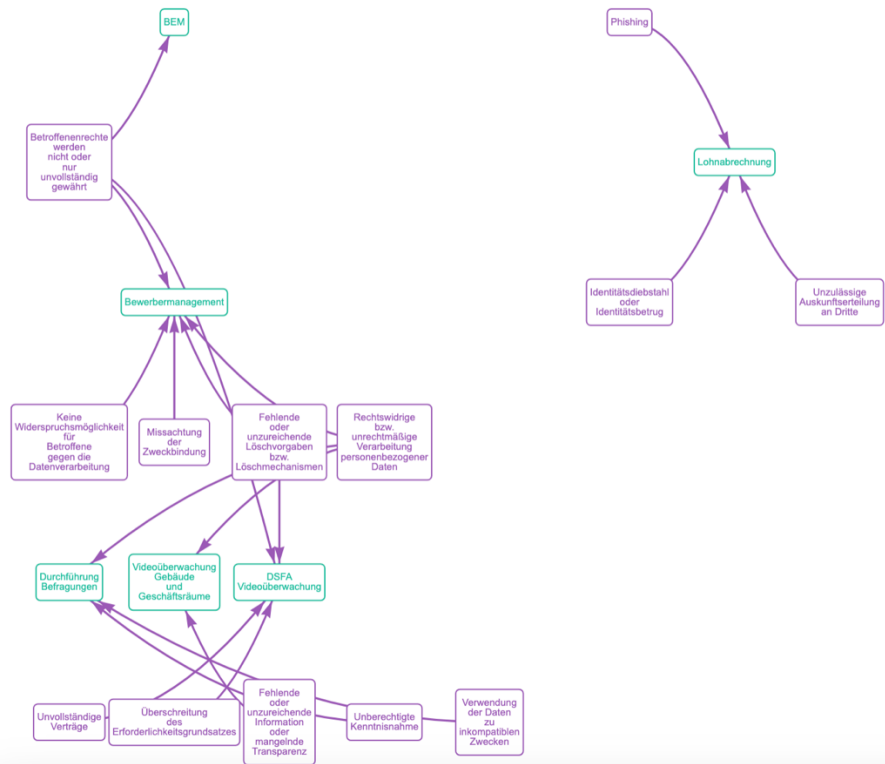 BEM
Phishing
Betroffenenrechte
werden
nicht oder
nur
unvollständig
gewährt
Lohnabrechnung
Bewerbermanagement
Identitätsdiebstahl
oder
Identitätsbetrug
Unzulässige
Auskunftserteilung
an Dritte
Keine
Widerspruchsmöglichkeit
für
Betroffene
gegen die
Datenverarbeitung
Missachtung
der
Zweckbindung
Fehlende
oder
unzureichende
Löschvorgaben
bzw.
Löschmechanismen
Rechtswidrige
bzw.
unrechtmäßige
Verarbeitung
personenbezogener
Daten
Durchführung
Befragungen
Videoüberwachung
Gebäude
und
Geschäftsräume
DSFA
Videoüberwachung
Unvollständige
Verträge
Überschreitung
des
Erforderlichkeitsgrundsatzes
Fehlende
oder
unzureichende
Information
oder
mangelnde
Transparenz
Unberechtigte
Kenntnisnahme
Verwendung
der Daten
zu
inkompatiblen
Zwecken